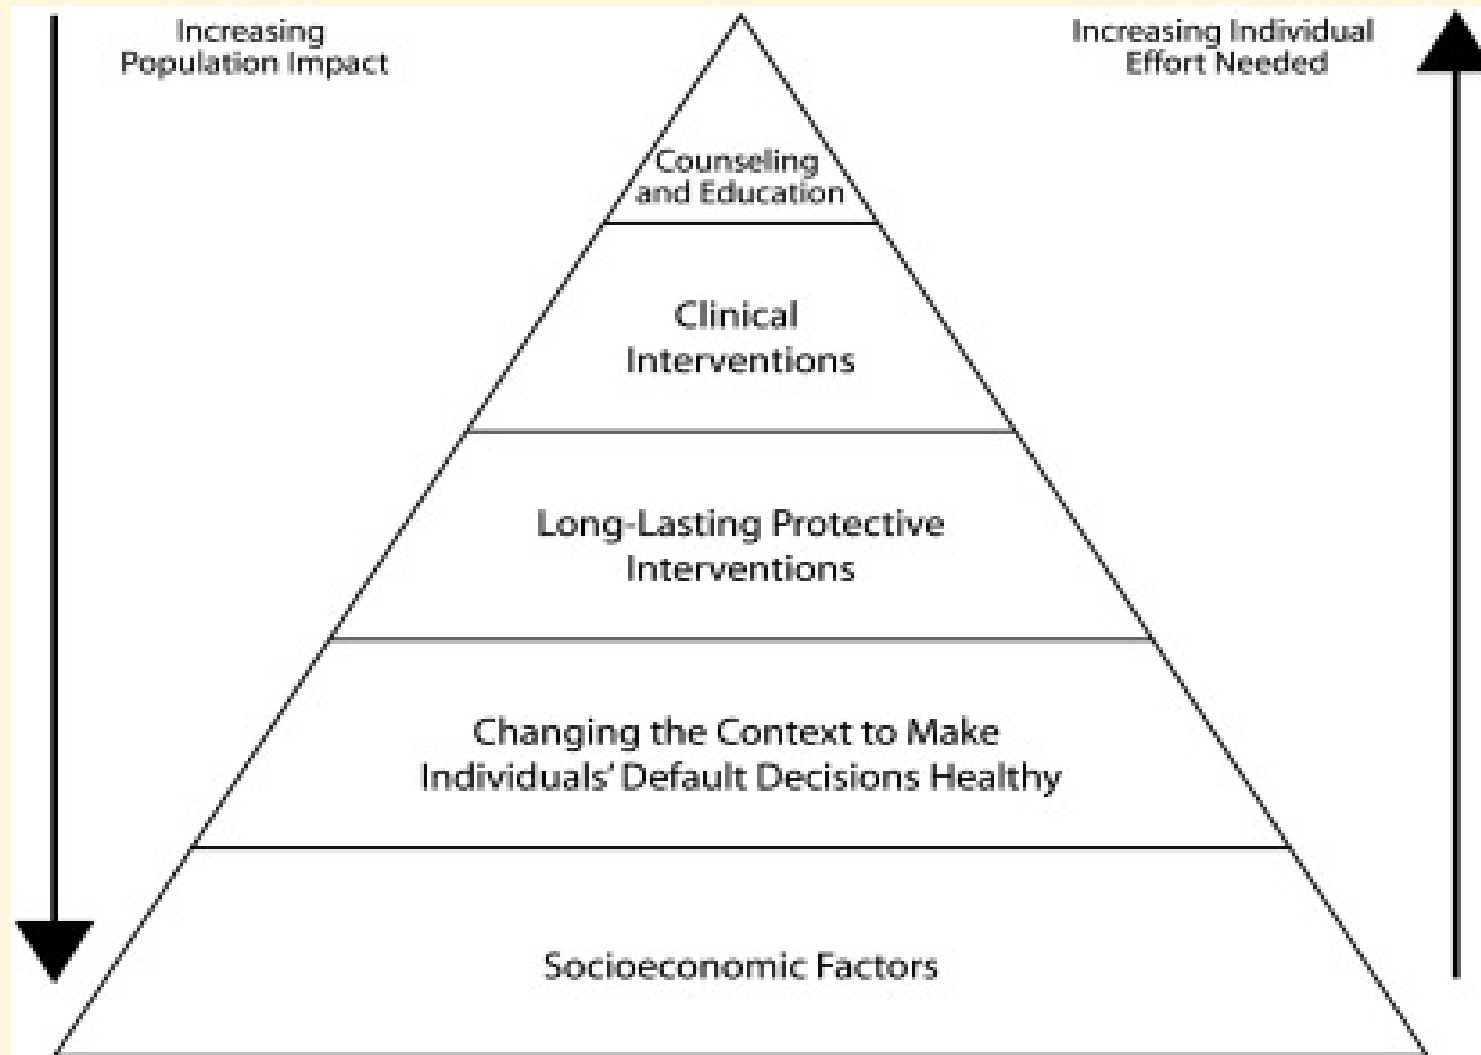 Increasing
Population Impact
Increasing Individual
Effort Needed
Counseling
and Education
Clinical
Interventions
Long-Lasting Protective
Interventions
Changing the Context to Make
Individuals' Default Decisions Healthy
Socioeconomic Factors